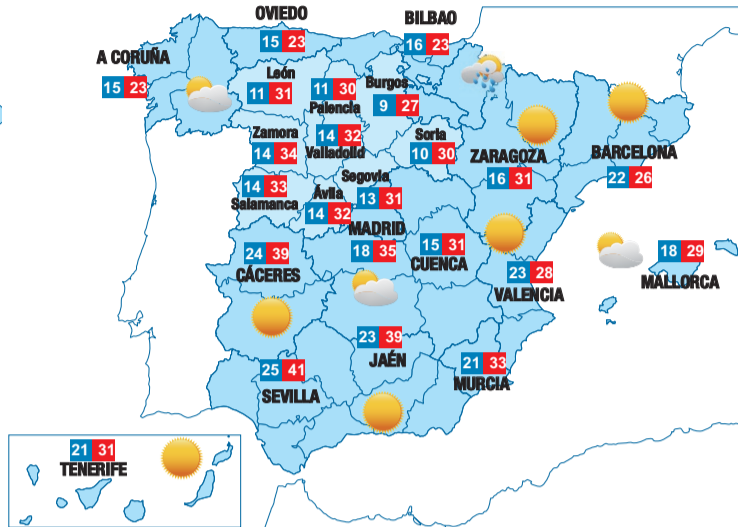 OVIEDO
15 23
BILBAO
16 23
A CORUÑA
15 23
León
11 31
11 30
Palencia
Burgos
9 27
Zamora
14 34
14 32
Valladolid
Soria
10 30
ZARAGOZA
16 31
BARCELONA
22 26
14 33
Salamanca
Ávila
14 32
Segovia
13 31
MADRID
18 35
15 31
CUENCA
24 39
CÁCERES
23 28
VALENCIA
18 29
MALLORCA
23 39
JAÉN
25 41
SEVILLA
21 33
MURCIA
21 31
TENERIFE